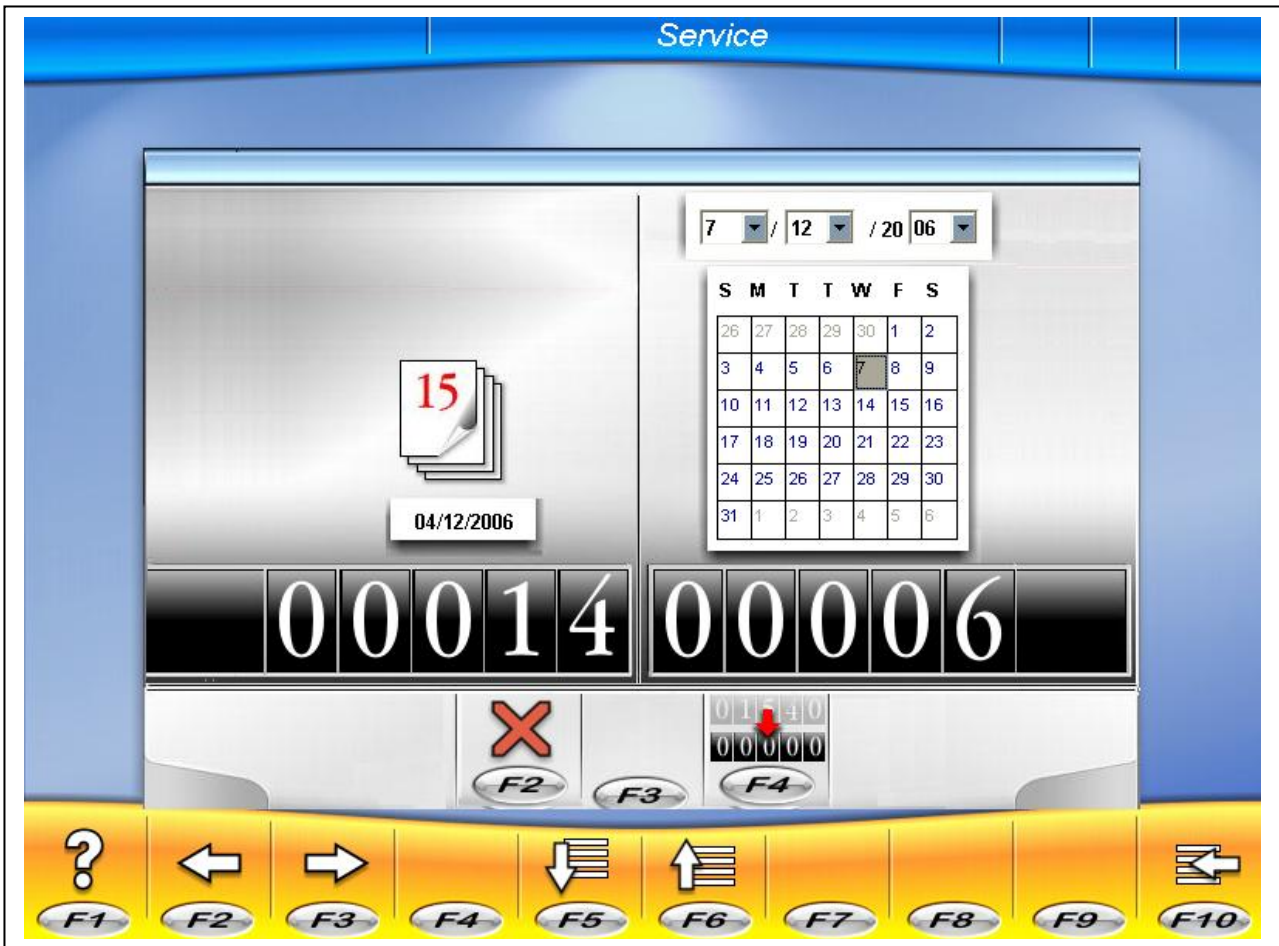 Service
7 / 12 / 20 06
S M T T W F S
26 27 28 29 30 1 2
3 4 5 6 7 8 9
10 11 12 13 14 15 16
17 18 19 20 21 22 23
24 25 26 27 28 29 30
31 1 2 3 4 5 6
15
04/12/2006
00014 00006
01540
00000
F2 F3 F4
?
F1 F2 F3 F4 F5 F6 F7 F8 F9 F10